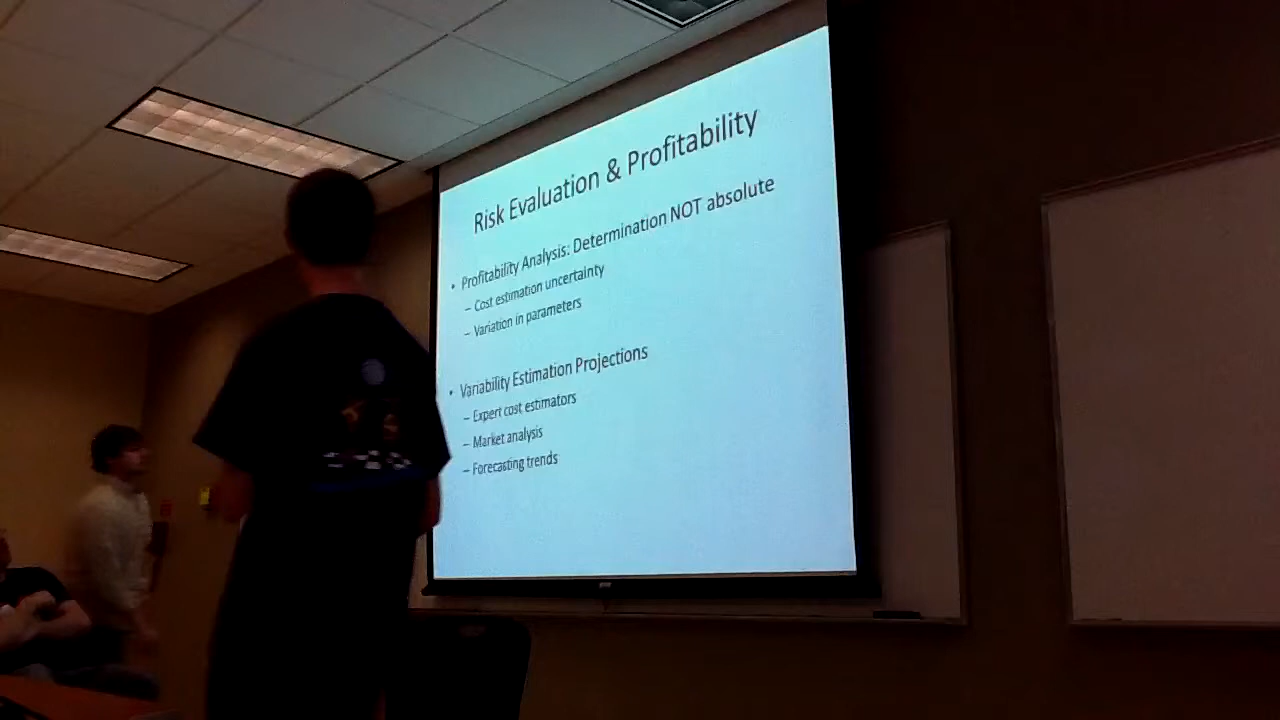 Risk Evaluation & Profitability
• Profitability Analysis: Determination NOT absolute
– Cost estimation uncertainty
– Variation in parameters
• Variability Estimation Projections
– Expert cost estimators
– Market analysis
– Forecasting trends